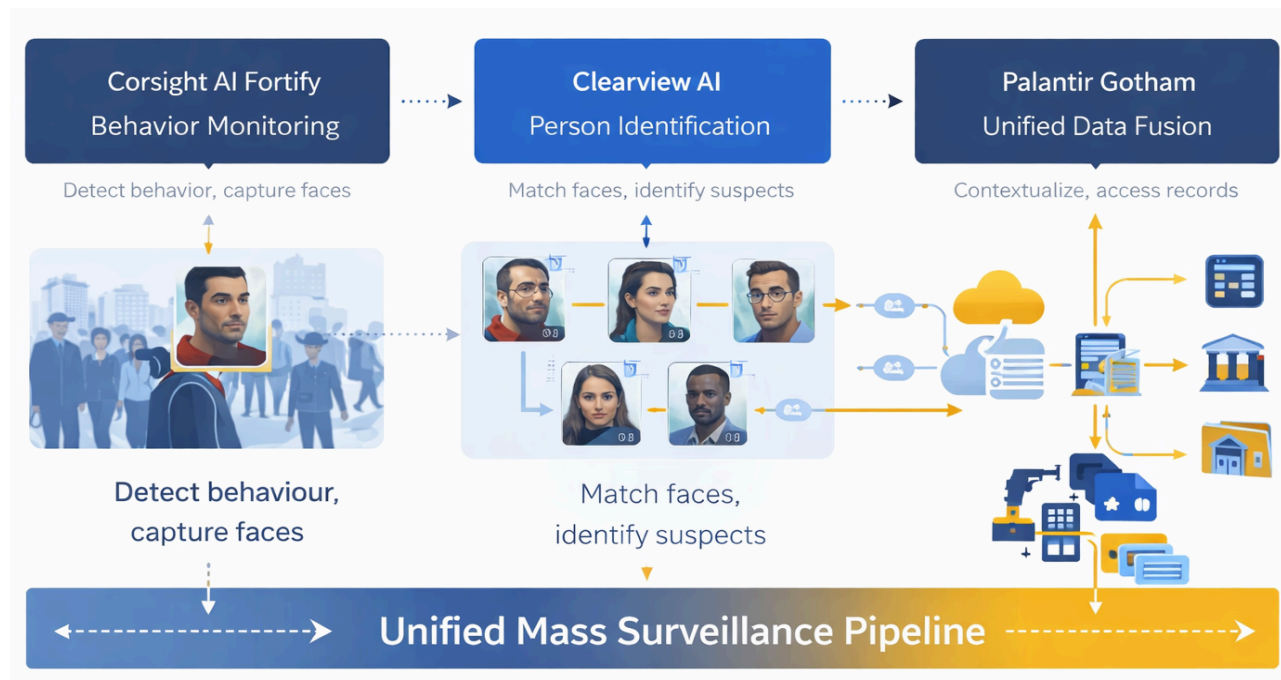 Corsight AI Fortify
Behavior Monitoring
Clearview AI
Person Identification
Palantir Gotham
Unified Data Fusion
Detect behavior, capture faces
Match faces, identify suspects
Contextualize, access records
Detect behaviour,
capture faces
Match faces,
identify suspects
Unified Mass Surveillance Pipeline